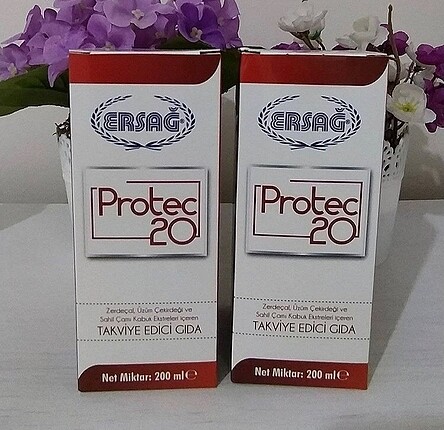 ERSAĞ®
Protec
20
Zerdeçal, Üzüm Çekirdeği ve
Sahil Çamı Kabuk Ekstreleri içeren
TAKVİYE EDİCİ GIDA
Net Miktar: 200 ml ℮
ERSAĞ®
Protec
20
Zerdeçal, Üzüm Çekirdeği ve
Sahil Çamı Kabuk Ekstreleri içeren
TAKVİYE EDİCİ GIDA
Net Miktar: 200 ml ℮